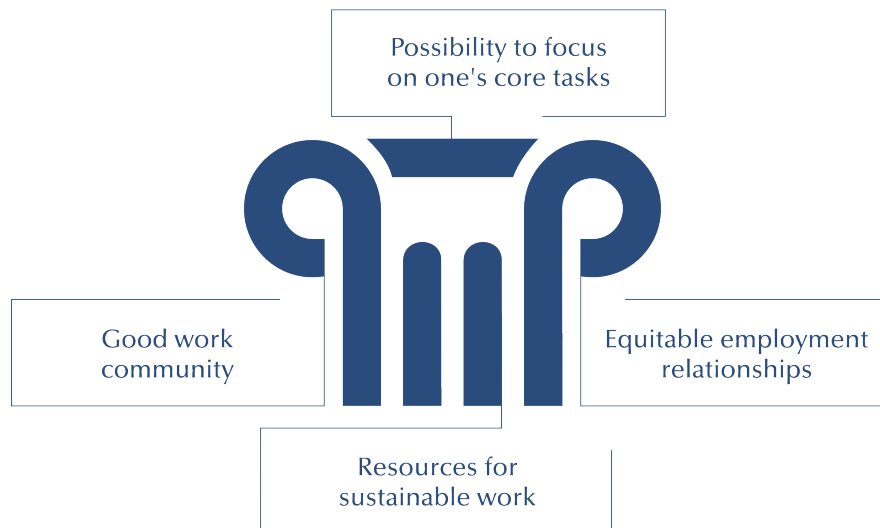 Possibility to focus
on one's core tasks
Good work
community
Equitable employment
relationships
Resources for
sustainable work